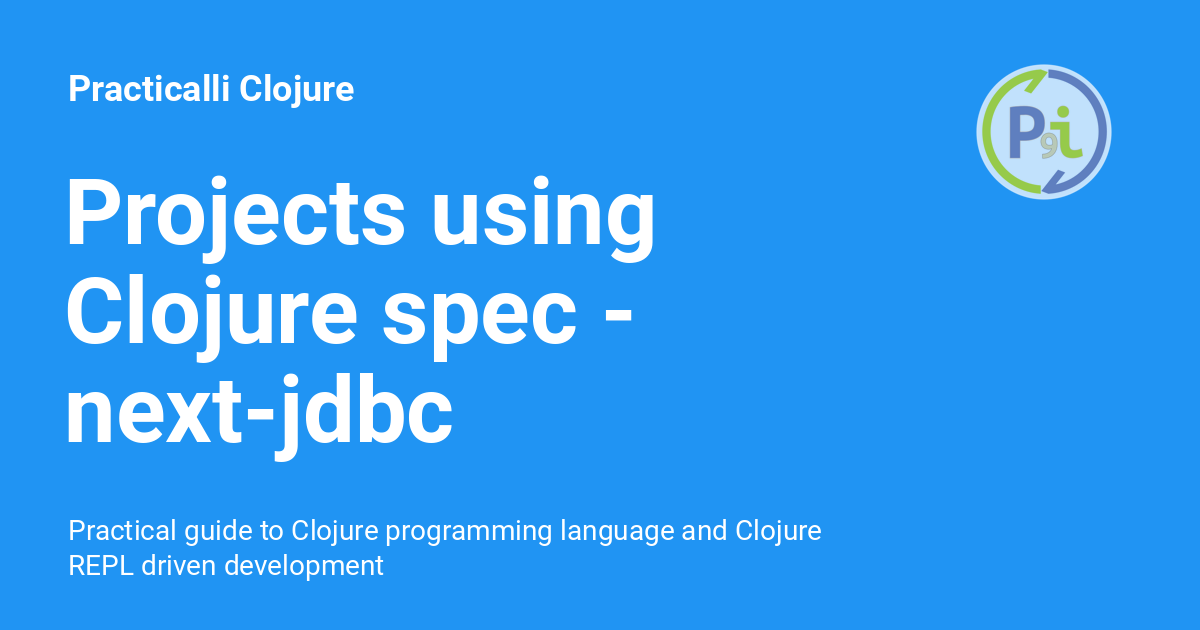 Practicalli Clojure
Projects using
Clojure spec -
next-jdbc
Practical guide to Clojure programming language and Clojure
REPL driven development
P9i